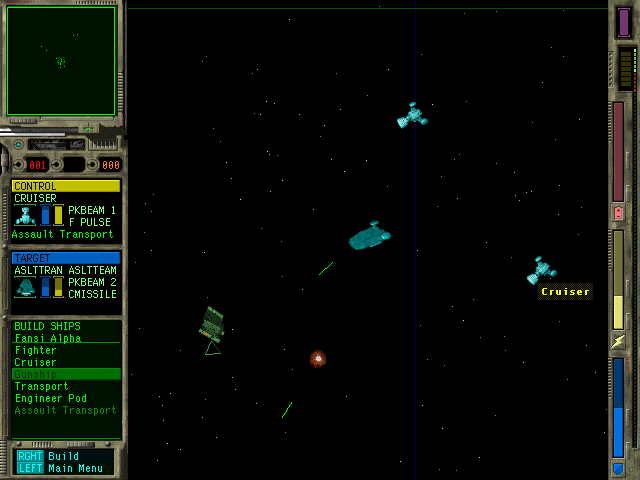 001 000
CONTROL
CRUISER
PKBEAM 1
F PULSE
Assault Transport
TARGET
ASLTTRAN ASLTTEAM
PKBEAM 2
CMISSILE
BUILD SHIPS
Fansi Alpha
Fighter
Cruiser
Gunship
Transport
Engineer Pod
Assault Transport
RGHT Build
LEFT Main Menu
Cruiser